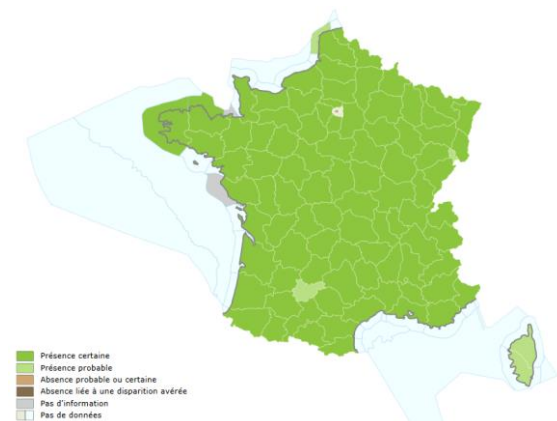 Présence certaine
Présence probable
Absence probable ou certaine
Absence liée à une disparition avérée
Pas d'information
Pas de données